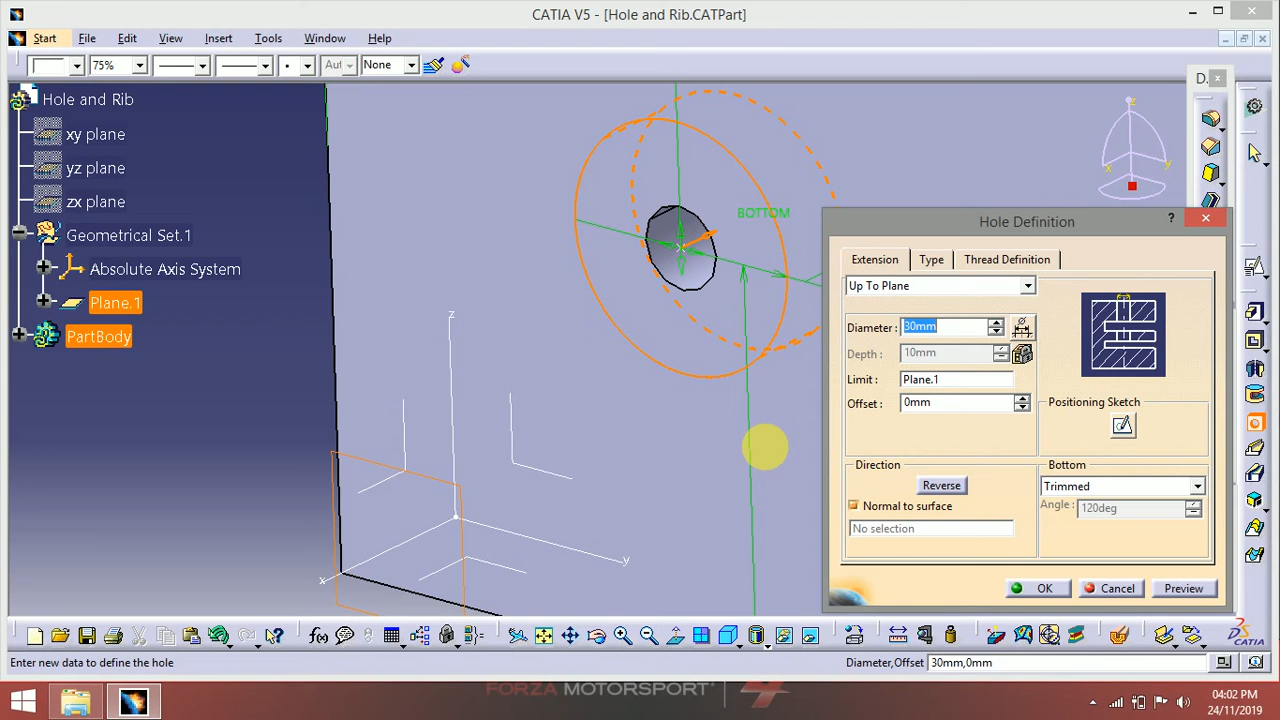 CATIA V5 - [Hole and Rib.CATPart]
Start File Edit View Insert Tools Window Help
75% Aut None
D...
Hole and Rib
xy plane
yz plane
zx plane
Geometrical Set.1
Absolute Axis System
Plane.1
PartBody
BOTTOM
z
y
x
z
x
y
Hole Definition
?
Extension Type Thread Definition
Up To Plane
Diameter : 30mm
Depth : 10mm
Limit : Plane.1
Offset : 0mm
Positioning Sketch
Direction
Reverse
Normal to surface
No selection
Bottom
Trimmed
Angle : 120deg
OK Cancel Preview
f(x)
CATIA
Enter new data to define the hole
Diameter,Offset 30mm,0mm
FORZA MOTORSPORT 4
04:02 PM
24/11/2019